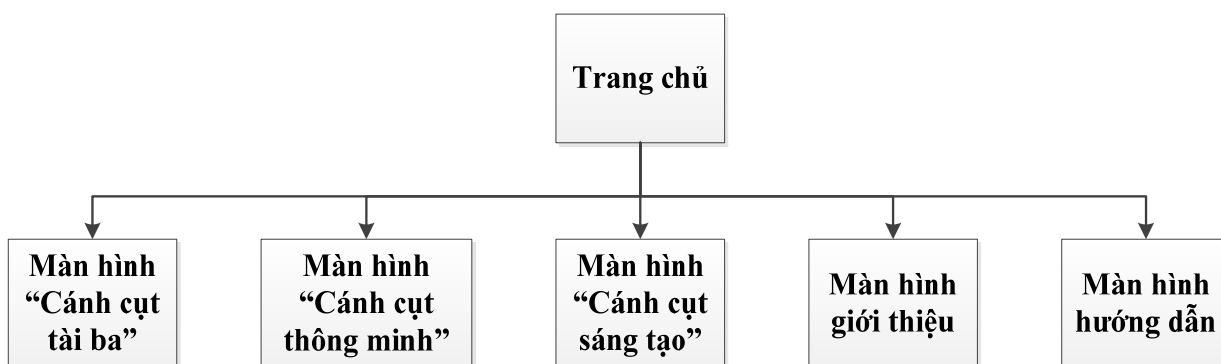 Trang chủ
Màn hình
“Cánh cụt
tài ba”
Màn hình
“Cánh cụt
thông minh”
Màn hình
“Cánh cụt
sáng tạo”
Màn hình
giới thiệu
Màn hình
hướng dẫn